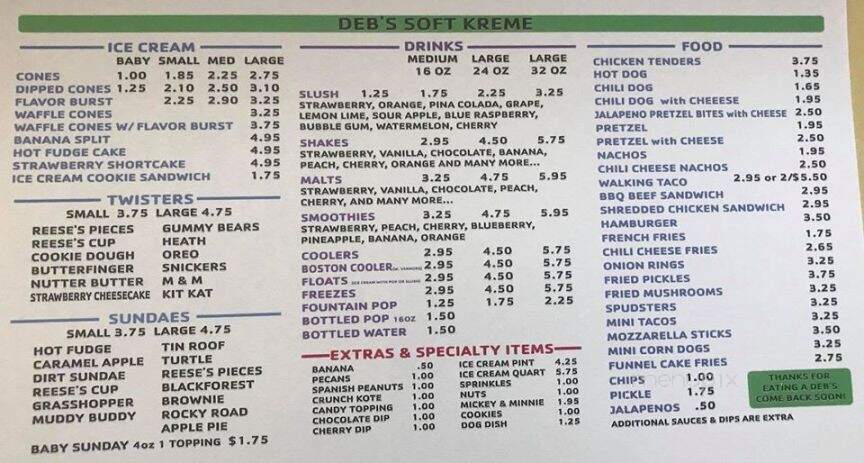 DEB'S SOFT KREME
ICE CREAM
BABY SMALL MED LARGE
CONES 1.00 1.85 2.25 2.75
DIPPED CONES 1.25 2.10 2.50 3.10
FLAVOR BURST 2.25 2.90 3.25
WAFFLE CONES 3.25
WAFFLE CONES W/ FLAVOR BURST 3.75
BANANA SPLIT 4.95
HOT FUDGE CAKE 4.95
STRAWBERRY SHORTCAKE 4.95
ICE CREAM COOKIE SANDWICH 1.75
TWISTERS
SMALL 3.75 LARGE 4.75
REESE'S PIECES GUMMY BEARS
REESE'S CUP HEATH
COOKIE DOUGH OREO
BUTTERFINGER SNICKERS
NUTTER BUTTER M & M
STRAWBERRY CHEESECAKE KIT KAT
SUNDAES
SMALL 3.75 LARGE 4.75
HOT FUDGE TIN ROOF
CARAMEL APPLE TURTLE
DIRT SUNDAE REESE'S PIECES
REESE'S CUP BLACKFOREST
GRASSHOPPER BROWNIE
MUDDY BUDDY ROCKY ROAD
APPLE PIE
BABY SUNDAY 4oz 1 TOPPING $1.75
DRINKS
MEDIUM LARGE LARGE
16 OZ 24 OZ 32 OZ
SLUSH 1.25 1.75 2.25 3.25
STRAWBERRY, ORANGE, PINA COLADA, GRAPE,
LEMON LIME, SOUR APPLE, BLUE RASPBERRY,
BUBBLE GUM, WATERMELON, CHERRY
SHAKES 2.95 4.50 5.75
STRAWBERRY, VANILLA, CHOCOLATE, BANANA,
PEACH, CHERRY, ORANGE AND MANY MORE...
MALTS 3.25 4.75 5.95
STRAWBERRY, VANILLA, CHOCOLATE, PEACH,
CHERRY, AND MANY MORE...
SMOOTHIES 3.25 4.75 5.95
STRAWBERRY, PEACH, CHERRY, BLUEBERRY,
PINEAPPLE, BANANA, ORANGE
COOLERS 2.95 4.50 5.75
BOSTON COOLER 2.95 4.50 5.75
FLOATS (ICE CREAM WITH POP OR SLUSH) 2.95 4.50 5.75
FREEZES 2.95 4.50 5.75
FOUNTAIN POP 1.25 1.75 2.25
BOTTLED POP 16OZ 1.50
BOTTLED WATER 1.50
EXTRAS & SPECIALTY ITEMS
BANANA .50 ICE CREAM PINT 4.25
PECANS 1.00 ICE CREAM QUART 5.75
SPANISH PEANUTS 1.00 SPRINKLES 1.00
CRUNCH KOTE 1.00 NUTS 1.00
CANDY TOPPING 1.00 MICKEY & MINNIE 1.95
CHOCOLATE DIP 1.00 COOKIES 1.00
CHERRY DIP 1.00 DOG DISH 1.25
FOOD
CHICKEN TENDERS 3.75
HOT DOG 1.35
CHILI DOG 1.65
CHILI DOG with CHEEESE 1.95
JALAPENO PRETZEL BITES with CHEESE 2.50
PRETZEL 1.95
PRETZEL with CHEESE 2.50
NACHOS 1.95
CHILI CHEESE NACHOS 2.50
WALKING TACO 2.95 or 2/$5.50
BBQ BEEF SANDWICH 2.95
SHREDDED CHICKEN SANDWICH 2.95
HAMBURGER 3.50
FRENCH FRIES 1.75
CHILI CHEESE FRIES 2.65
ONION RINGS 3.25
FRIED PICKLES 3.75
FRIED MUSHROOMS 3.25
SPUDSTERS 3.25
MINI TACOS 3.25
MOZZARELLA STICKS 3.50
MINI CORN DOGS 3.25
FUNNEL CAKE FRIES 2.75
CHIPS 1.00
PICKLE 1.75
JALAPENOS .50
ADDITIONAL SAUCES & DIPS ARE EXTRA
THANKS FOR
EATING A DEB'S
COME BACK SOON!